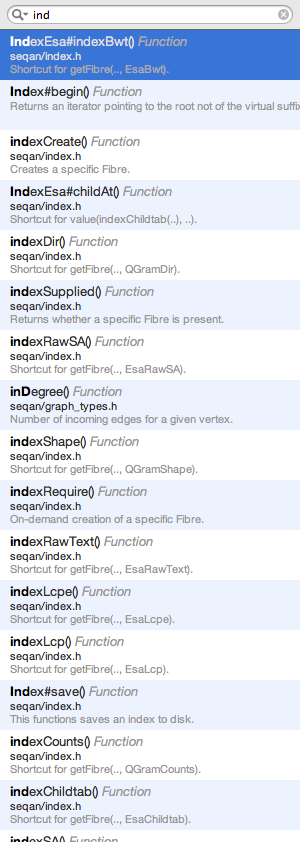 ind
IndexEsa#indexBwt() Function
seqan/index.h
Shortcut for getFibre(.., EsaBwt).
Index#begin() Function
Returns an iterator pointing to the root not of the virtual suffix
indexCreate() Function
seqan/index.h
Creates a specific Fibre.
IndexEsa#childAt() Function
seqan/index.h
Shortcut for value(indexChildtab(..), ..).
indexDir() Function
seqan/index.h
Shortcut for getFibre(.., QGramDir).
indexSupplied() Function
seqan/index.h
Returns whether a specific Fibre is present.
indexRawSA() Function
seqan/index.h
Shortcut for getFibre(.., EsaRawSA).
inDegree() Function
seqan/graph_types.h
Number of incoming edges for a given vertex.
indexShape() Function
seqan/index.h
Shortcut for getFibre(.., QGramShape).
indexRequire() Function
seqan/index.h
On-demand creation of a specific Fibre.
indexRawText() Function
seqan/index.h
Shortcut for getFibre(.., EsaRawText).
indexLcpe() Function
seqan/index.h
Shortcut for getFibre(.., EsaLcpe).
indexLcp() Function
seqan/index.h
Shortcut for getFibre(.., EsaLcp).
Index#save() Function
seqan/index.h
This functions saves an index to disk.
indexCounts() Function
seqan/index.h
Shortcut for getFibre(.., QGramCounts).
indexChildtab() Function
seqan/index.h
Shortcut for getFibre(.., EsaChildtab).
indexSA() Function